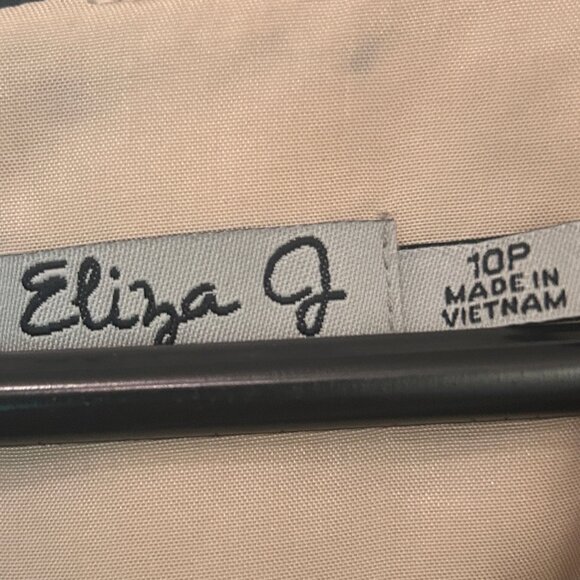 Eliza J
10P
MADE IN
VIETNAM